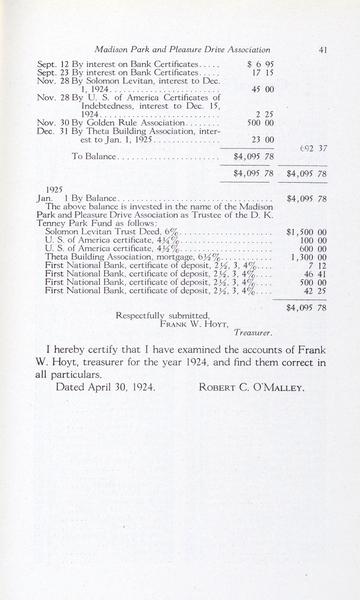 Madison Park and Pleasure Drive Association 41
Sept. 12 By interest on Bank Certificates..... $ 6 95
Sept. 23 By interest on Bank Certificates..... 17 15
Nov. 28 By Solomon Levitan, interest to Dec.
1, 1924...................... 45 00
Nov. 28 By U. S. of America Certificates of
Indebtedness, interest to Dec. 15,
1924...................... 2 25
Nov. 30 By Golden Rule Association........ 500 00
Dec. 31 By Theta Building Association, inter-
est to Jan. 1, 1925............... 23 00
692 37
To Balance...................... $4,095 78
$4,095 78 $4,095 78
1925
Jan. 1 By Balance................................. $4,095 78
The above balance is invested in the name of the Madison
Park and Pleasure Drive Association as Trustee of the D. K.
Tenney Park Fund as follows:
Solomon Levitan Trust Deed, 6%.................... $1,500 00
U. S. of America certificate, 4¼%.................... 100 00
U. S. of America certificate, 4½%.................... 600 00
Theta Building Association, mortgage, 6½%............ 1,300 00
First National Bank, certificate of deposit, 2½, 3, 4%.... 7 12
First National Bank, certificate of deposit, 2½, 3, 4%.... 46 41
First National Bank, certificate of deposit, 2½, 3, 4%.... 500 00
First National Bank, certificate of deposit, 2½, 3, 4%.... 42 25
$4,095 78
Respectfully submitted,
FRANK W. HOYT,
Treasurer.
I hereby certify that I have examined the accounts of Frank
W. Hoyt, treasurer for the year 1924, and find them correct in
all particulars.
Dated April 30, 1924. ROBERT C. O'MALLEY.